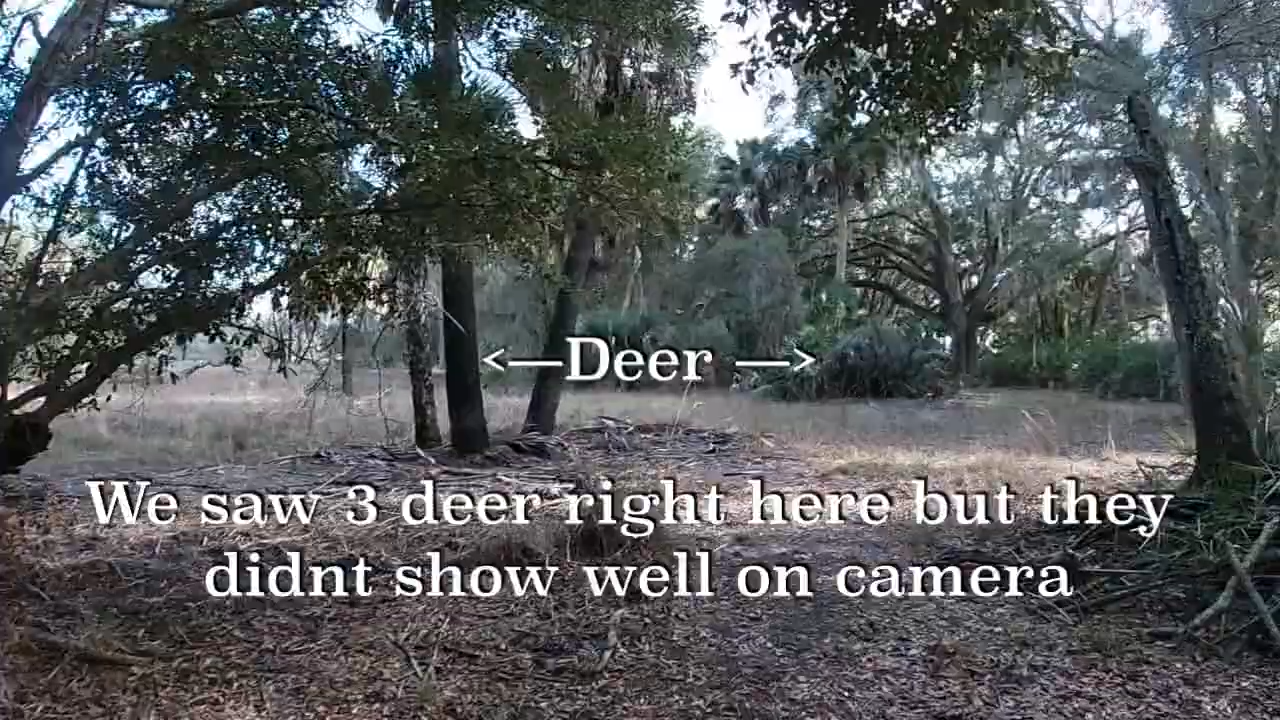 <—Deer —>
We saw 3 deer right here but they
didnt show well on camera